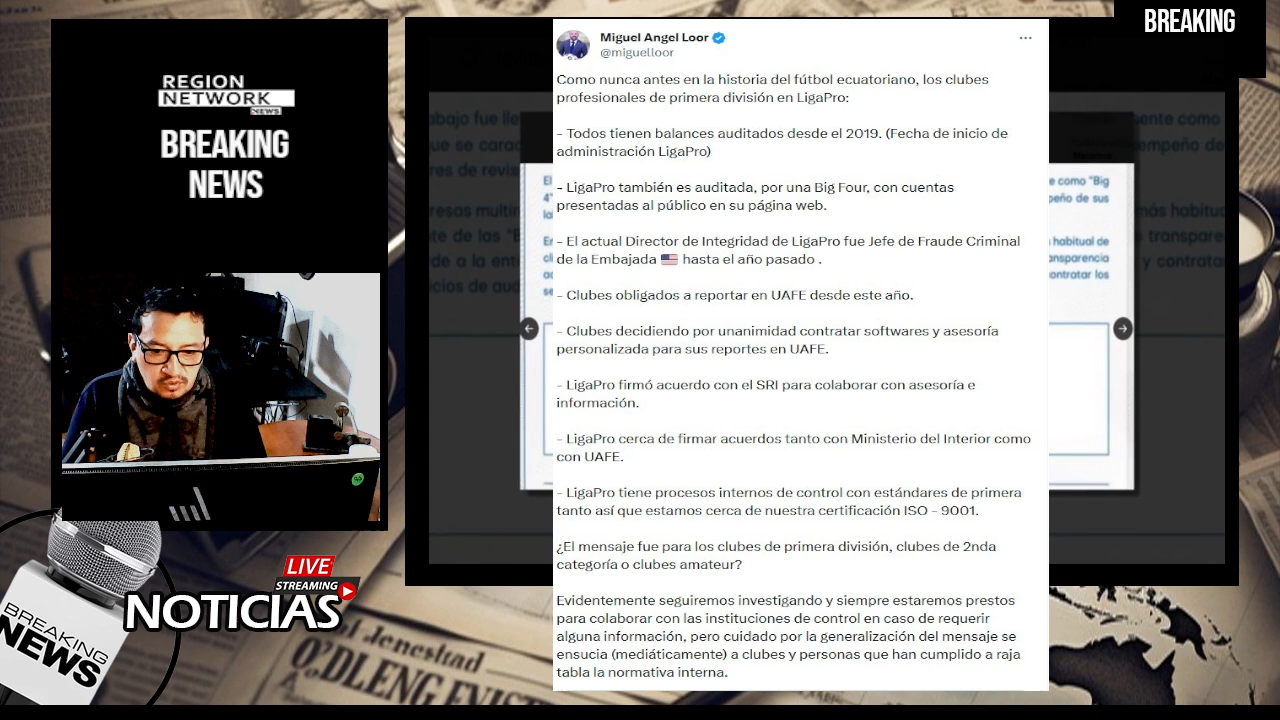 BREAKING
REGION
NETWORK
NEWS
BREAKING
NEWS
Miguel Angel Loor
@miguelloor
Como nunca antes en la historia del fútbol ecuatoriano, los clubes
profesionales de primera división en LigaPro:
- Todos tienen balances auditados desde el 2019. (Fecha de inicio de
administración LigaPro)
- LigaPro también es auditada, por una Big Four, con cuentas
presentadas al público en su página web.
- El actual Director de Integridad de LigaPro fue Jefe de Fraude Criminal
de la Embajada 🇺🇸 hasta el año pasado .
- Clubes obligados a reportar en UAFE desde este año.
- Clubes decidiendo por unanimidad contratar softwares y asesoría
personalizada para sus reportes en UAFE.
- LigaPro firmó acuerdo con el SRI para colaborar con asesoría e
información.
- LigaPro cerca de firmar acuerdos tanto con Ministerio del Interior como
con UAFE.
- LigaPro tiene procesos internos de control con estándares de primera
tanto así que estamos cerca de nuestra certificación ISO - 9001.
¿El mensaje fue para los clubes de primera división, clubes de 2nda
categoría o clubes amateur?
Evidentemente seguiremos investigando y siempre estaremos prestos
para colaborar con las instituciones de control en caso de requerir
alguna información, pero cuidado por la generalización del mensaje se
ensucia (mediáticamente) a clubes y personas que han cumplido a raja
tabla la normativa interna.
LIVE
STREAMING
NOTICIAS
BREAKING
NEWS